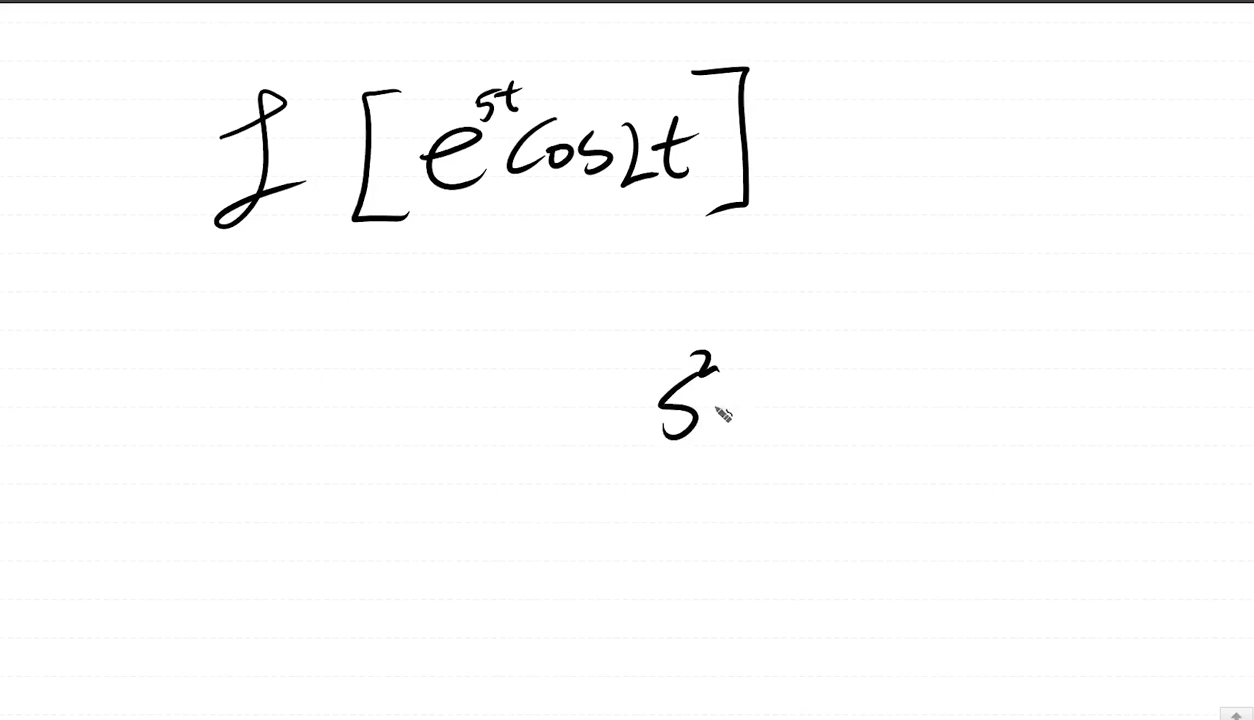 ℒ [e^{5t} cos2t]
s²